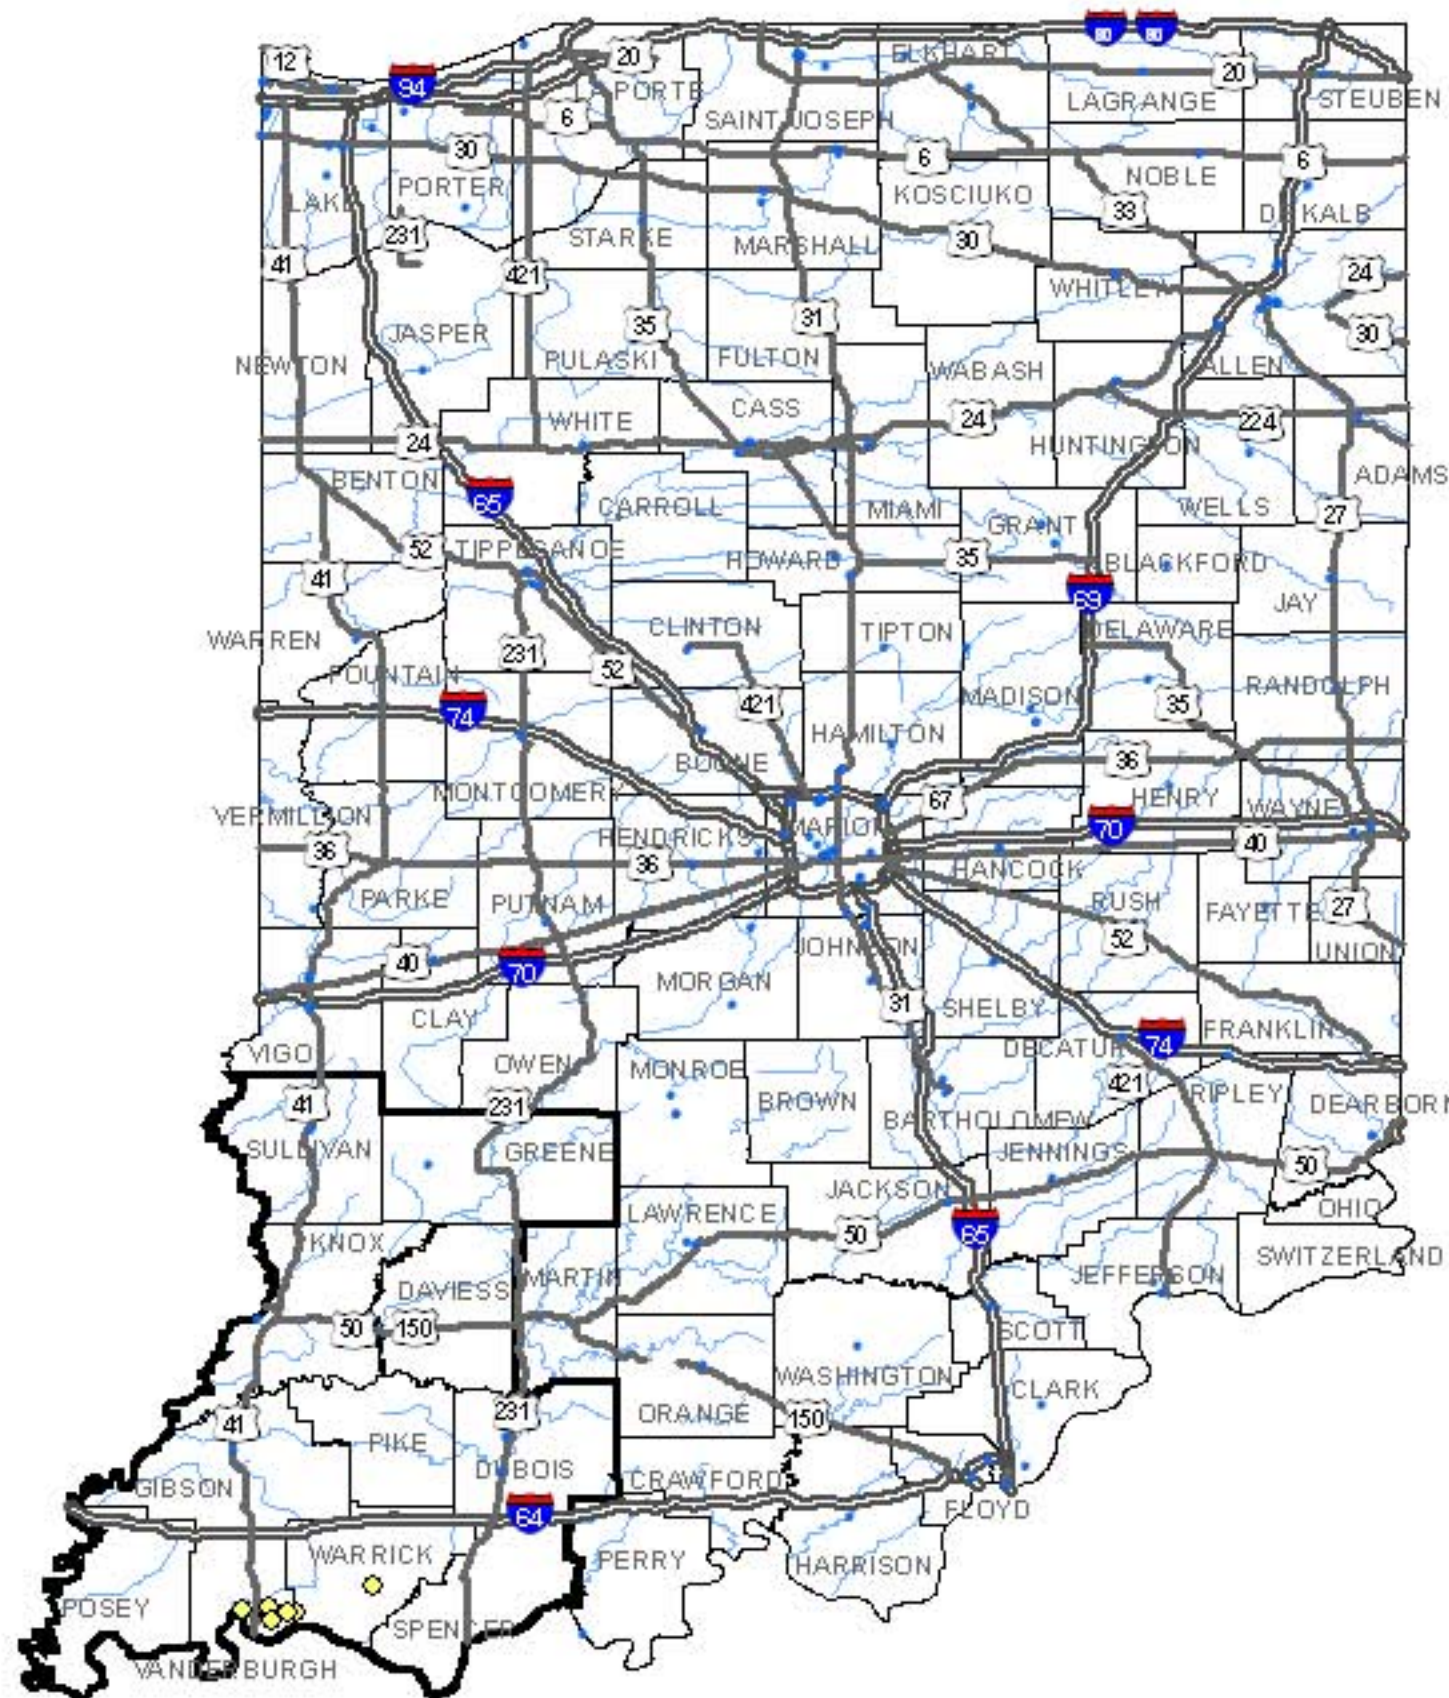 80 80
12
20
ELKHART
94
LA PORTE
20
LAGRANGE
STEUBEN
SAINT JOSEPH
6
30
6
6
PORTER
KOSCIUKO
NOBLE
LAKE
33
DE KALB
231
STARKE
MARSHALL
30
41
421
24
WHITLEY
35
31
30
JASPER
NEWTON
PULASKI
FULTON
WABASH
ALLEN
WHITE
CASS
24
224
24
HUNTINGTON
BENTON
ADAMS
65
CARROLL
MIAMI
GRANT
WELLS
27
52
TIPPECANOE
HOWARD
35
BLACKFORD
41
69
JAY
WARREN
CLINTON
TIPTON
DELAWARE
231
52
FOUNTAIN
MADISON
RANDOLPH
74
421
35
HAMILTON
BOONE
36
MONTGOMERY
67
HENRY
WAYNE
VERMILLION
HENDRICKS
MARION
70
36
36
40
HANCOCK
PARKE
PUTNAM
RUSH
FAYETTE
27
52
JOHNSON
UNION
40
70
MORGAN
31
SHELBY
CLAY
FRANKLIN
VIGO
OWEN
MONROE
DECATUR
74
421
RIPLEY
41
231
BROWN
BARTHOLOMEW
DEARBORN
SULLIVAN
GREENE
JENNINGS
50
JACKSON
OHIO
LAWRENCE
50
65
KNOX
SWITZERLAND
DAVIESS
MARTIN
JEFFERSON
50
150
SCOTT
WASHINGTON
CLARK
41
231
ORANGE
150
PIKE
DUBOIS
GIBSON
CRAWFORD
64
FLOYD
WARRICK
PERRY
HARRISON
POSEY
SPENCER
VANDERBURGH